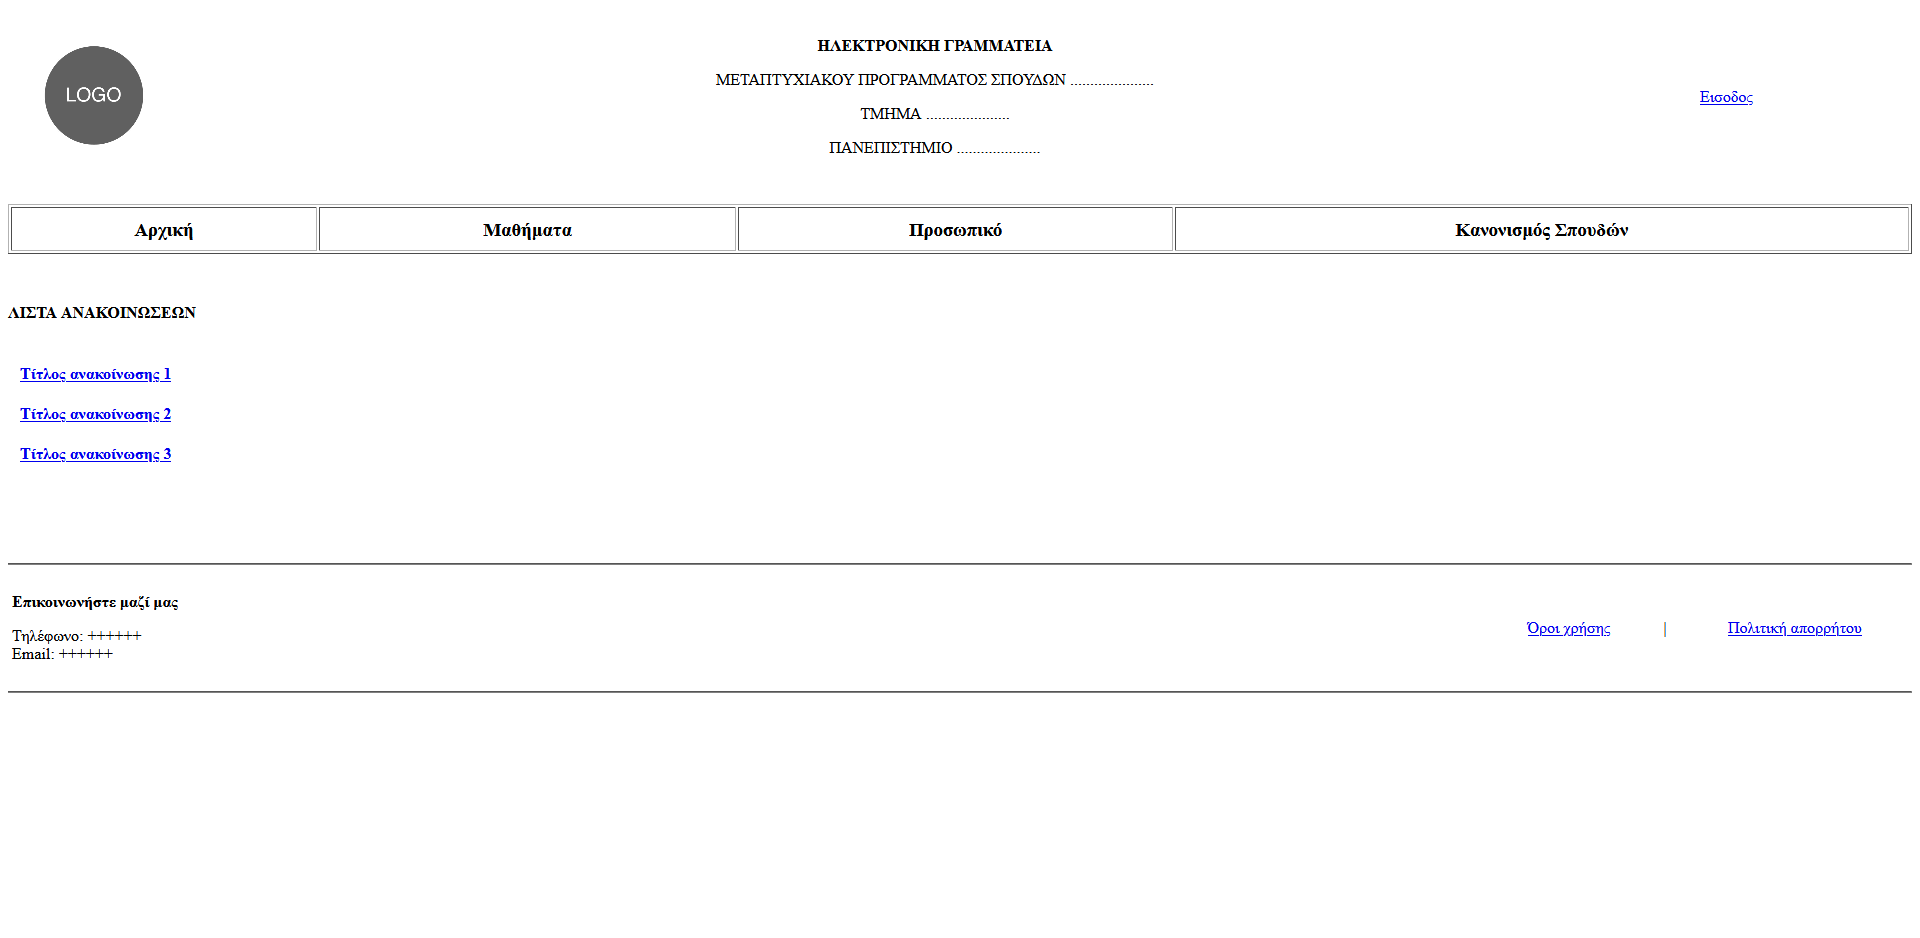 LOGO
ΗΛΕΚΤΡΟΝΙΚΗ ΓΡΑΜΜΑΤΕΙΑ
ΜΕΤΑΠΤΥΧΙΑΚΟΥ ΠΡΟΓΡΑΜΜΑΤΟΣ ΣΠΟΥΔΩΝ .....................
ΤΜΗΜΑ .....................
ΠΑΝΕΠΙΣΤΗΜΙΟ .....................
Εισοδος
Αρχική Μαθήματα Προσωπικό Κανονισμός Σπουδών
ΛΙΣΤΑ ΑΝΑΚΟΙΝΩΣΕΩΝ
Τίτλος ανακοίνωσης 1
Τίτλος ανακοίνωσης 2
Τίτλος ανακοίνωσης 3
Επικοινωνήστε μαζί μας
Τηλέφωνο: ++++++
Email: ++++++
Όροι χρήσης | Πολιτική απορρήτου